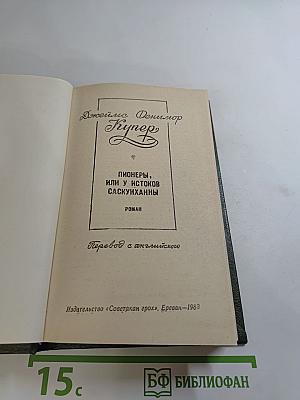 Джеймс Фенимор
Купер
ПИОНЕРЫ,
ИЛИ У ИСТОКОВ
САСКУИХАННЫ
РОМАН
Перевод с английского
Издательство «Советакан грох», Ереван—1983
15с
БФ БИБЛИОФАН